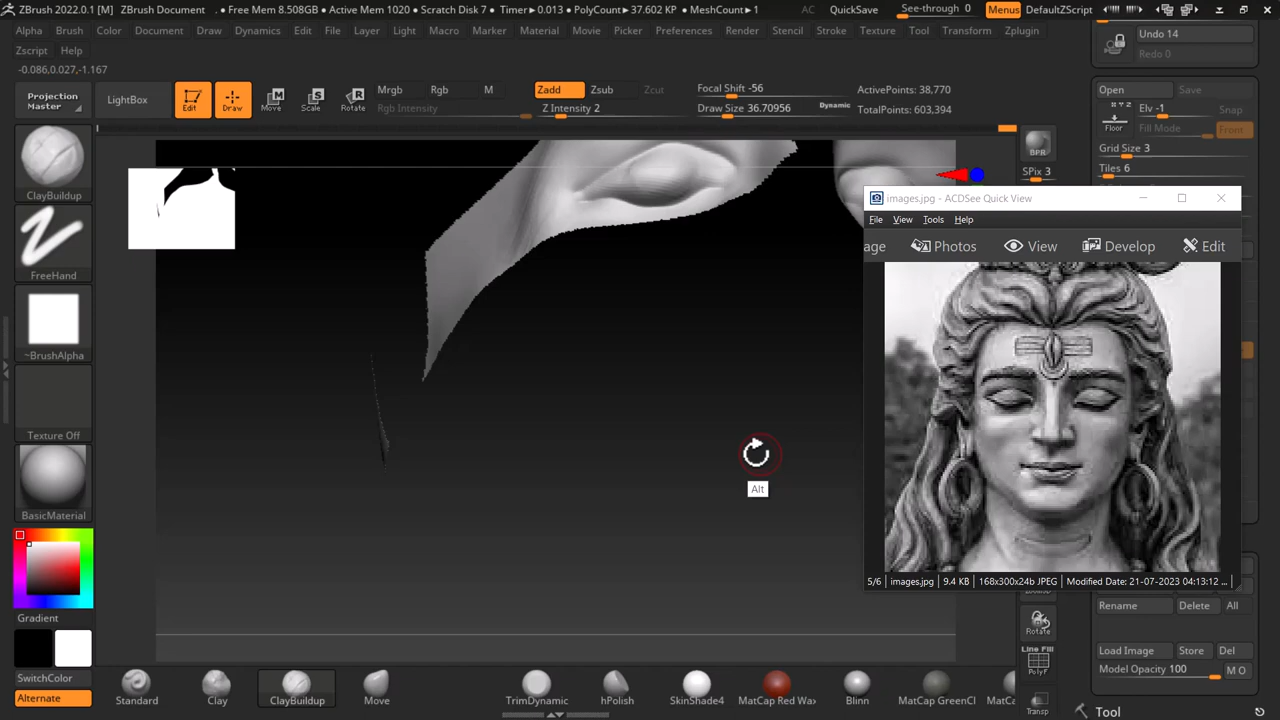 ZBrush 2022.0.1 [M] ZBrush Document . ● Free Mem 8.508GB ● Active Mem 1020 ● Scratch Disk 7 ● Timer▸0.013 ● PolyCount▸37.602 KP ● MeshCount▸1 AC QuickSave See-through 0 Menus DefaultZScript
Alpha Brush Color Document Draw Dynamics Edit File Layer Light Macro Marker Material Movie Picker Preferences Render Stencil Stroke Texture Tool Transform Zplugin
Zscript Help
-0.086,0.027,-1.167
Projection Master
LightBox
Edit
Draw
Move
Scale
Rotate
Mrgb Rgb M
Rgb Intensity
Zadd Zsub Zcut
Z Intensity 2
Focal Shift -56
Draw Size 36.70956
Dynamic
ActivePoints: 38,770
TotalPoints: 603,394
Undo 14
Redo 0
Open Save
Floor
Elv -1 Snap
Fill Mode Front
Grid Size 3
Tiles 6
BPR
SPix 3
ClayBuildup
FreeHand
~BrushAlpha
Texture Off
BasicMaterial
Gradient
SwitchColor
Alternate
Alt
images.jpg - ACDSee Quick View
File View Tools Help
age Photos View Develop Edit
5/6 images.jpg 9.4 KB 168x300x24b JPEG Modified Date: 21-07-2023 04:13:12 ...
Rename Delete All
Rotate
Line Fill
PolyF
Transp
Load Image Store Del
Model Opacity 100 M O
Tool
Standard Clay ClayBuildup Move TrimDynamic hPolish SkinShade4 MatCap Red Wax Blinn MatCap GreenCl MatCa